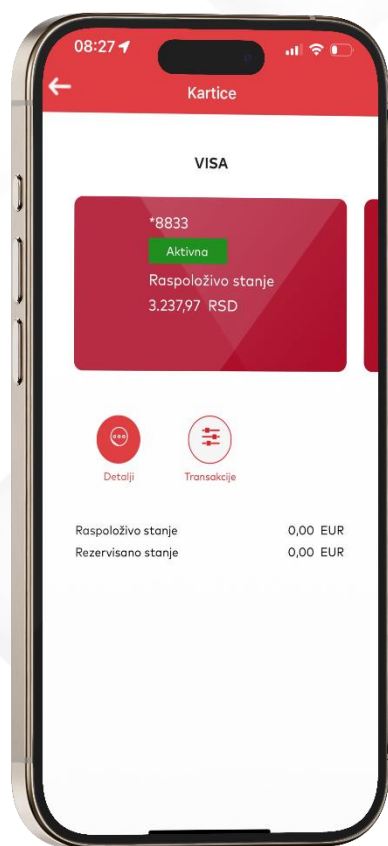 08:27
Kartice
VISA
*8833
Aktivna
Raspoloživo stanje
3.237,97 RSD
Detalji
Transakcije
Raspoloživo stanje 0,00 EUR
Rezervisano stanje 0,00 EUR